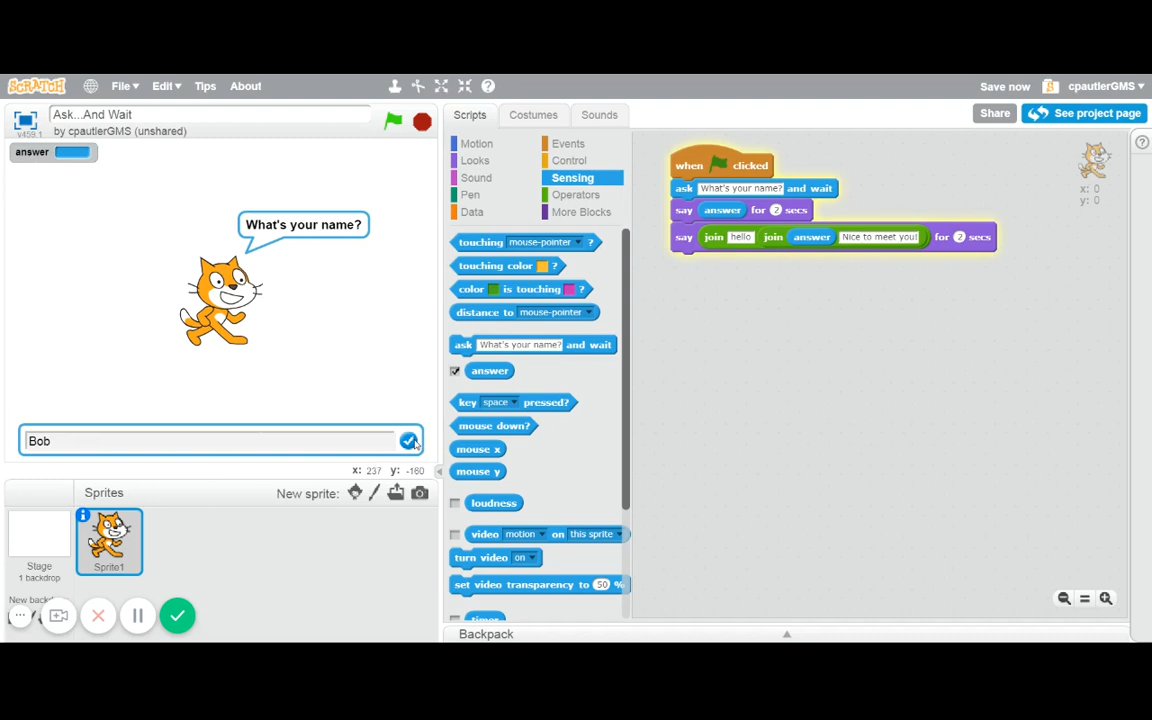 SCRATCH File Edit Tips About Save now cpautlerGMS
Ask...And Wait
by cpautlerGMS (unshared)
v459.1
Scripts Costumes Sounds
Share See project page
answer
Motion Events
Looks Control
Sound Sensing
Pen Operators
Data More Blocks
What's your name?
Bob
x: 237 y: -180
touching mouse-pointer ?
touching color ?
color is touching ?
distance to mouse-pointer
ask What's your name? and wait
answer
key space pressed?
mouse down?
mouse x
mouse y
loudness
video motion on this sprite
turn video on
set video transparency to 50 %
timer
when clicked
ask What's your name? and wait
say answer for 2 secs
say join hello join answer Nice to meet you! for 2 secs
x: 0
y: 0
Sprites New sprite:
Stage
1 backdrop
Sprite1
Backpack